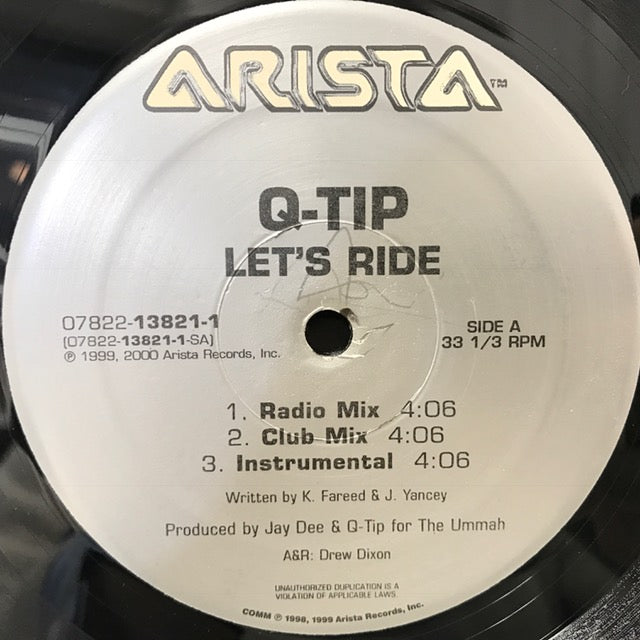 ARISTA™
Q-TIP
LET'S RIDE
07822-13821-1
(07822-13821-1-SA)
℗ 1999, 2000 Arista Records, Inc.
SIDE A
33 1/3 RPM
1. Radio Mix 4:06
2. Club Mix 4:06
3. Instrumental 4:06
Written by K. Fareed & J. Yancey
Produced by Jay Dee & Q-Tip for The Ummah
A&R: Drew Dixon
UNAUTHORIZED DUPLICATION IS A
VIOLATION OF APPLICABLE LAWS.
COMM ℗ 1998, 1999 Arista Records, Inc.